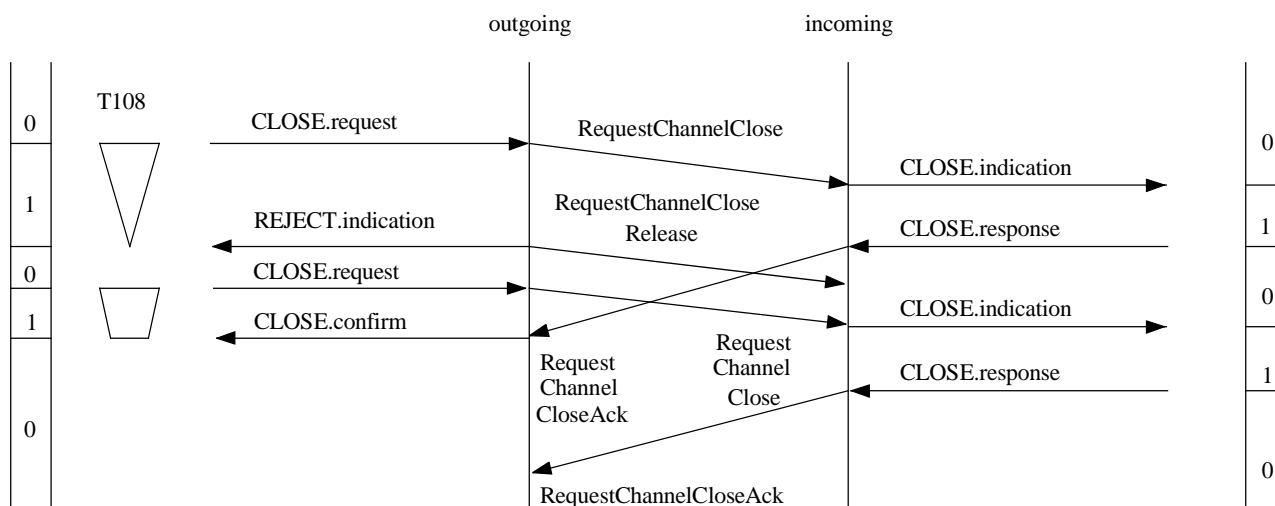 outgoing
incoming
T108
0
CLOSE.request
RequestChannelClose
0
CLOSE.indication
1
REJECT.indication
RequestChannelClose
Release
CLOSE.response
1
0
CLOSE.request
0
CLOSE.indication
1
CLOSE.confirm
Request
Channel
CloseAck
Request
Channel
Close
CLOSE.response
1
0
0
RequestChannelCloseAck